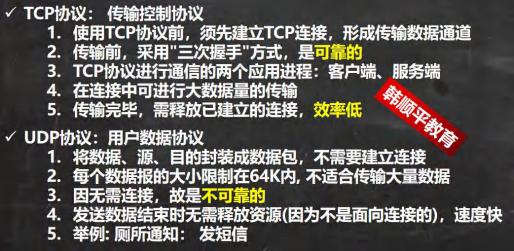 ✓ TCP协议：传输控制协议
1. 使用TCP协议前，须先建立TCP连接，形成传输数据通道
2. 传输前，采用"三次握手"方式，是可靠的
3. TCP协议进行通信的两个应用进程：客户端、服务端
4. 在连接中可进行大数据量的传输
5. 传输完毕，需释放已建立的连接，效率低
韩顺平教育
✓ UDP协议：用户数据协议
1. 将数据、源、目的封装成数据包，不需要建立连接
2. 每个数据报的大小限制在64K内, 不适合传输大量数据
3. 因无需连接，故是不可靠的
4. 发送数据结束时无需释放资源(因为不是面向连接的)，速度快
5. 举例: 厕所通知： 发短信